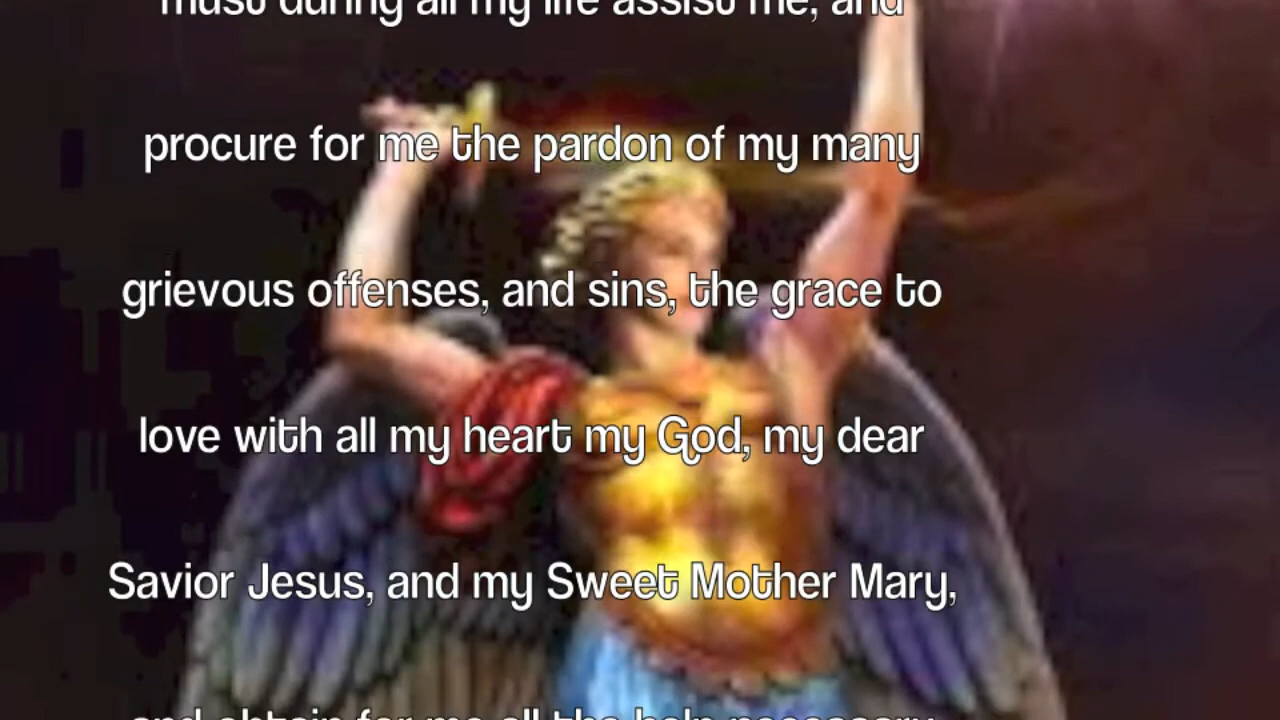 must during all my life assist me, and
procure for me the pardon of my many
grievous offenses, and sins, the grace to
love with all my heart my God, my dear
Savior Jesus, and my Sweet Mother Mary,
and obtain for me all the help necessary